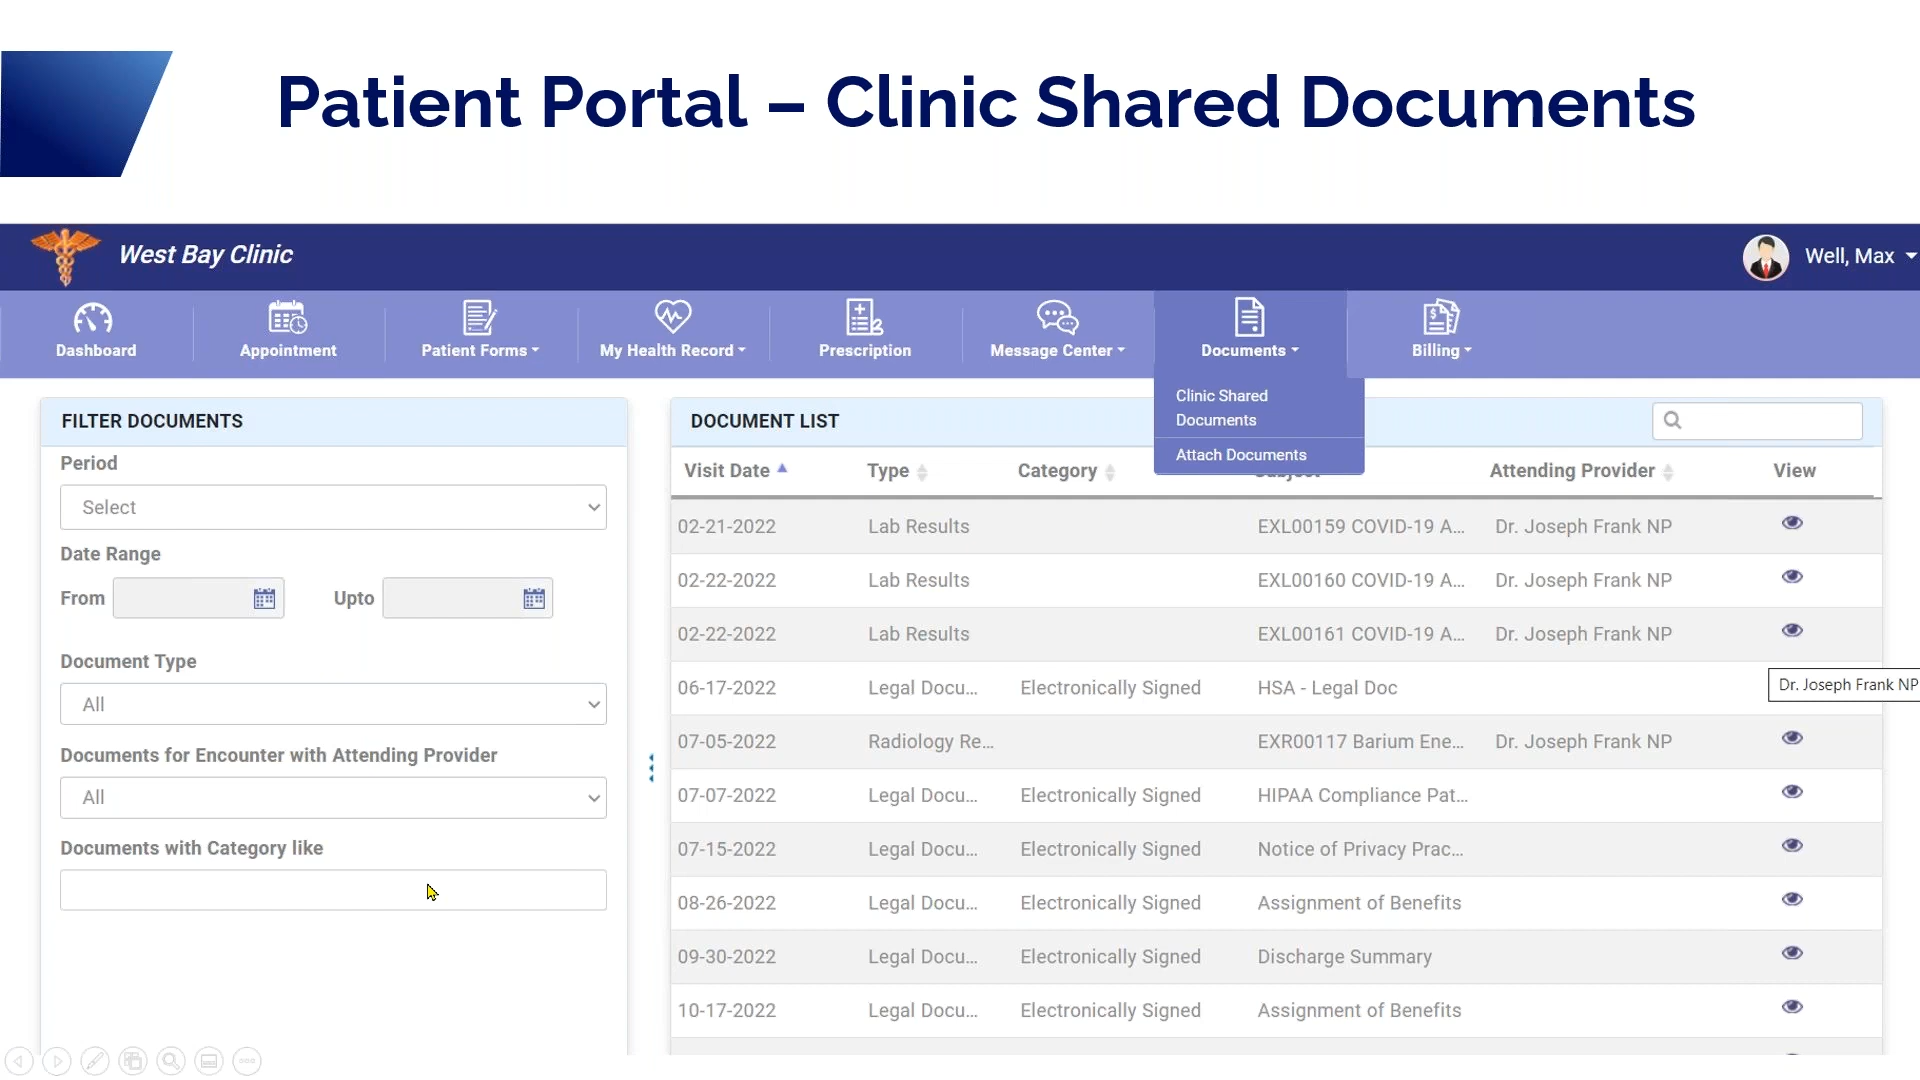 Patient Portal – Clinic Shared Documents
West Bay Clinic
Well, Max
Dashboard
Appointment
Patient Forms
My Health Record
Prescription
Message Center
Documents
Billing
Clinic Shared
Documents
Attach Documents
FILTER DOCUMENTS
Period
Select
Date Range
From
Upto
Document Type
All
Documents for Encounter with Attending Provider
All
Documents with Category like
DOCUMENT LIST
Visit Date Type Category Subject Attending Provider View
02-21-2022 Lab Results EXL00159 COVID-19 A... Dr. Joseph Frank NP
02-22-2022 Lab Results EXL00160 COVID-19 A... Dr. Joseph Frank NP
02-22-2022 Lab Results EXL00161 COVID-19 A... Dr. Joseph Frank NP
06-17-2022 Legal Docu... Electronically Signed HSA - Legal Doc
Dr. Joseph Frank NP
07-05-2022 Radiology Re... EXR00117 Barium Ene... Dr. Joseph Frank NP
07-07-2022 Legal Docu... Electronically Signed HIPAA Compliance Pat...
07-15-2022 Legal Docu... Electronically Signed Notice of Privacy Prac...
08-26-2022 Legal Docu... Electronically Signed Assignment of Benefits
09-30-2022 Legal Docu... Electronically Signed Discharge Summary
10-17-2022 Legal Docu... Electronically Signed Assignment of Benefits